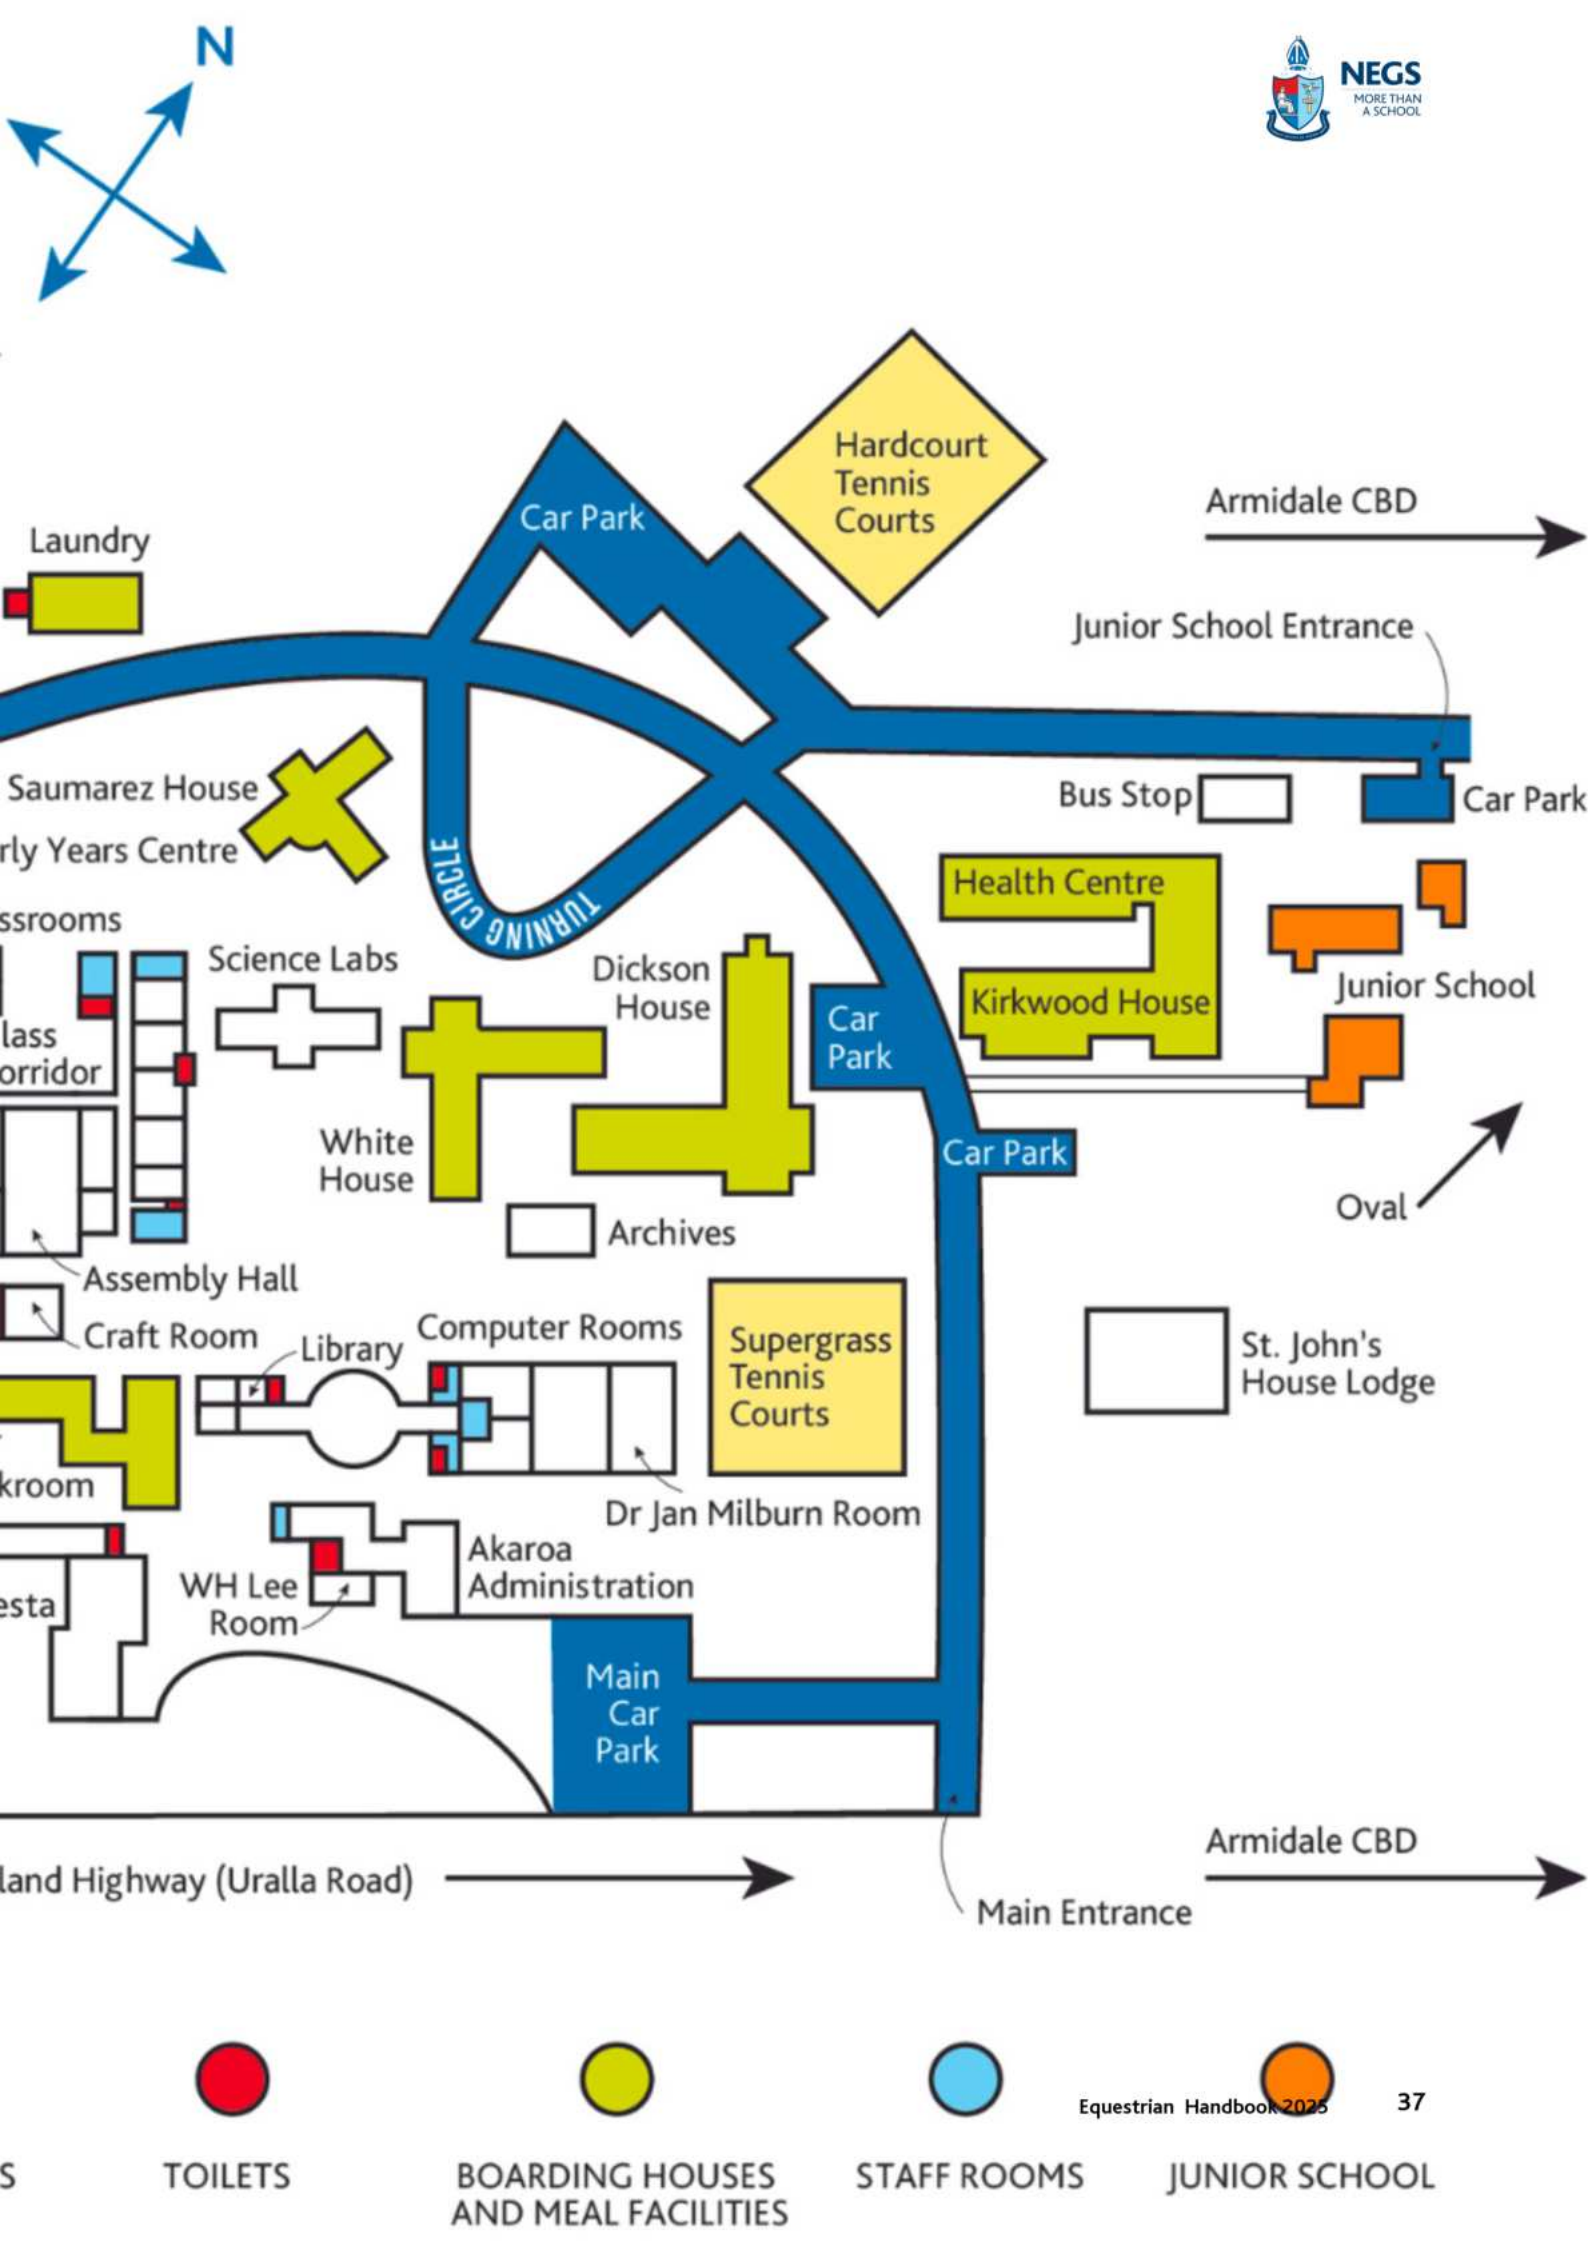 N
NEGS
MORE THAN
A SCHOOL
Hardcourt
Tennis
Courts
Car Park
Armidale CBD
Laundry
Junior School Entrance
Saumarez House
Bus Stop
Car Park
rly Years Centre
TURNING CIRCLE
Health Centre
ssrooms
Science Labs
Dickson
House
Junior School
Kirkwood House
Car
Park
lass
orridor
White
House
Car Park
Oval
Archives
Assembly Hall
Craft Room
Library
Computer Rooms
Supergrass
Tennis
Courts
St. John's
House Lodge
kroom
Dr Jan Milburn Room
Akaroa
Administration
WH Lee
Room
esta
Main
Car
Park
Armidale CBD
land Highway (Uralla Road)
Main Entrance
Equestrian Handbook 2025 37
S
TOILETS
BOARDING HOUSES
AND MEAL FACILITIES
STAFF ROOMS
JUNIOR SCHOOL